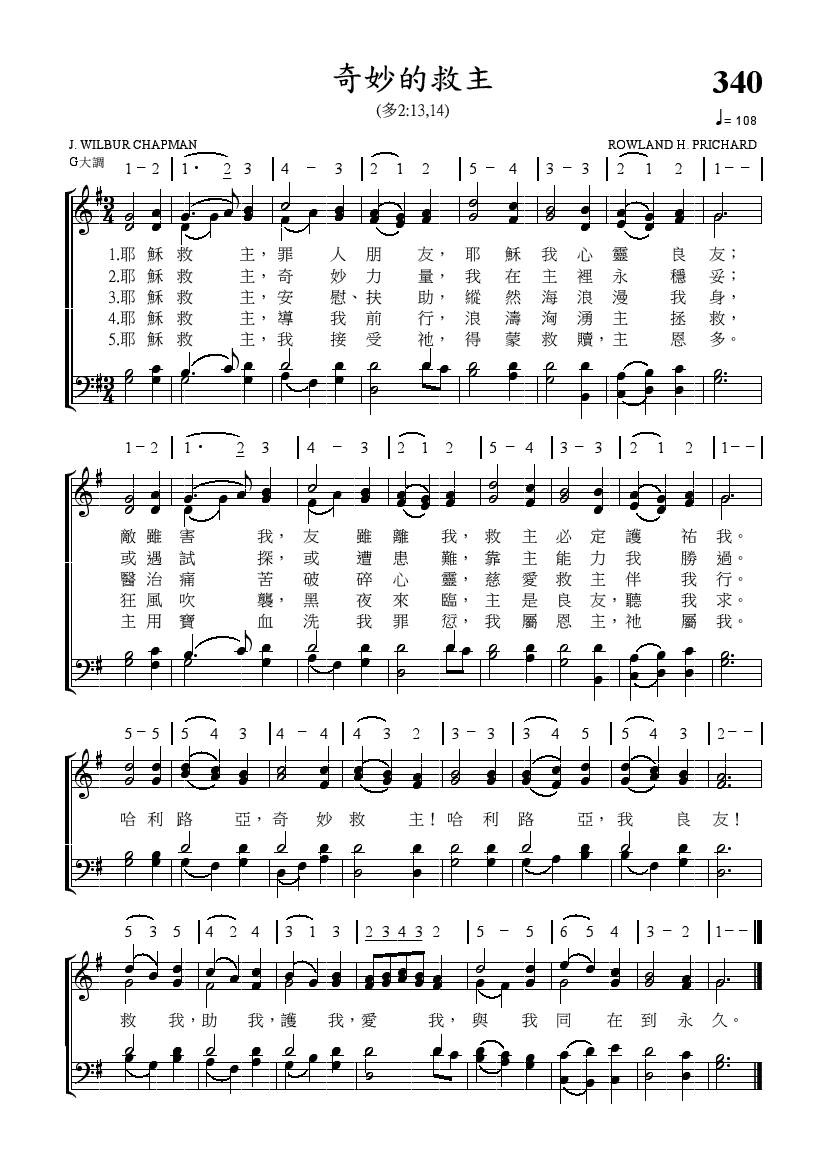 奇妙的救主
340
(多2:13,14)
♩= 108
J. WILBUR CHAPMAN
ROWLAND H. PRICHARD
G大調
1 – 2 | 1 · 2 3 | 4 – 3 | 2 1 2 | 5 – 4 | 3 – 3 | 2 1 2 | 1 – – |
3 4
1.耶穌救主，罪人朋友，耶穌我心靈良友；
2.耶穌救主，奇妙力量，我在主裡永穩妥；
3.耶穌救主，安慰、扶助，縱然海浪漫我身，
4.耶穌救主，導我前行，浪濤洶湧主拯救，
5.耶穌救主，我接受祂，得蒙救贖，主恩多。
3 4
1 – 2 | 1 · 2 3 | 4 – 3 | 2 1 2 | 5 – 4 | 3 – 3 | 2 1 2 | 1 – – |
敵雖害我，友雖離我，救主必定護祐我。
或遇試探，或遭患難，靠主能力我勝過。
醫治痛苦破碎心靈，慈愛救主伴我行。
狂風吹襲，黑夜來臨，主是良友，聽我求。
主用寶血洗我罪愆，我屬恩主，祂屬我。
5 – 5 | 5 4 3 | 4 – 4 | 4 3 2 | 3 – 3 | 3 4 5 | 5 4 3 | 2 – – |
哈利路亞，奇妙救主！哈利路亞，我良友！
5 3 5 | 4 2 4 | 3 1 3 | 2 3 4 3 2 | 5 – 5 | 6 5 4 | 3 – 2 | 1 – –
救我，助我，護我，愛我，與我同在到永久。